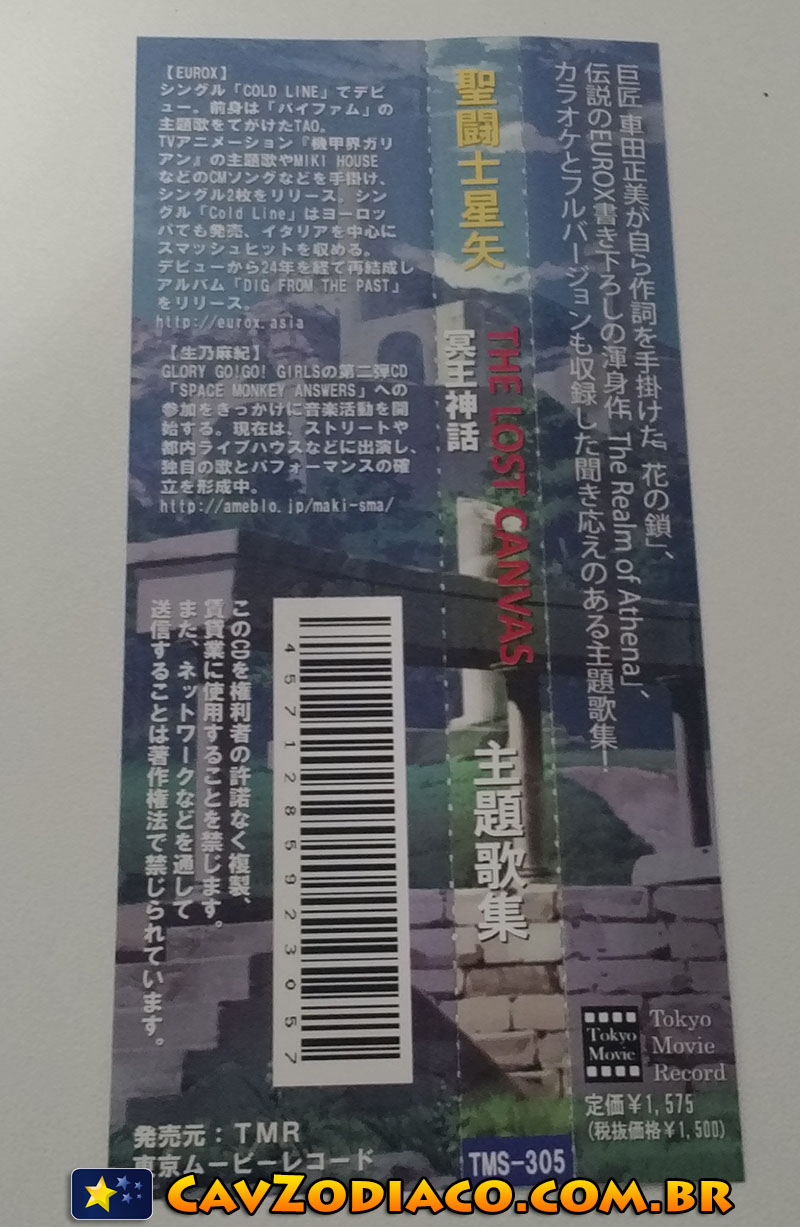 【EUROX】
シングル「COLD LINE」でデビ
ュー。前身は「バイファム」の
主題歌をてがけたTAO。
TVアニメーション『機甲界ガリ
アン』の主題歌やMIKI HOUSE
などのCMソングなどを手掛け、
シングル2枚をリリース。シン
グル「Cold Line」はヨーロッ
パでも発売、イタリアを中心に
スマッシュヒットを収める。
デビューから24年を経て再結成し
アルバム「DIG FROM THE PAST」
をリリース。
http://eurox.asia
【生乃麻紀】
GLORY GO!GO! GIRLSの第二弾CD
「SPACE MONKEY ANSWERS」への
参加をきっかけに音楽活動を開
始する。現在は、ストリートや
都内ライブハウスなどに出演し、
独自の歌とパフォーマンスの確
立を形成中。
http://ameblo.jp/maki-sma/
このCDを権利者の許諾なく複製、
賃貸業に使用することを禁じます。
また、ネットワークなどを通して
送信することは著作権法で禁じられています。
4571285923057
発売元：TMR
東京ムービーレコード
聖闘士星矢
THE LOST CANVAS
冥王神話
主題歌集
TMS-305
巨匠 車田正美が自ら作詞を手掛けた「花の鎖」、
伝説のEUROX書き下ろしの渾身作「The Realm of Athena」、
カラオケとフルバージョンも収録した聞き応えのある主題歌集！
Tokyo
Movie
Tokyo
Movie
Record
定価￥1,575
(税抜価格￥1,500)
CavZodiaco.com.br